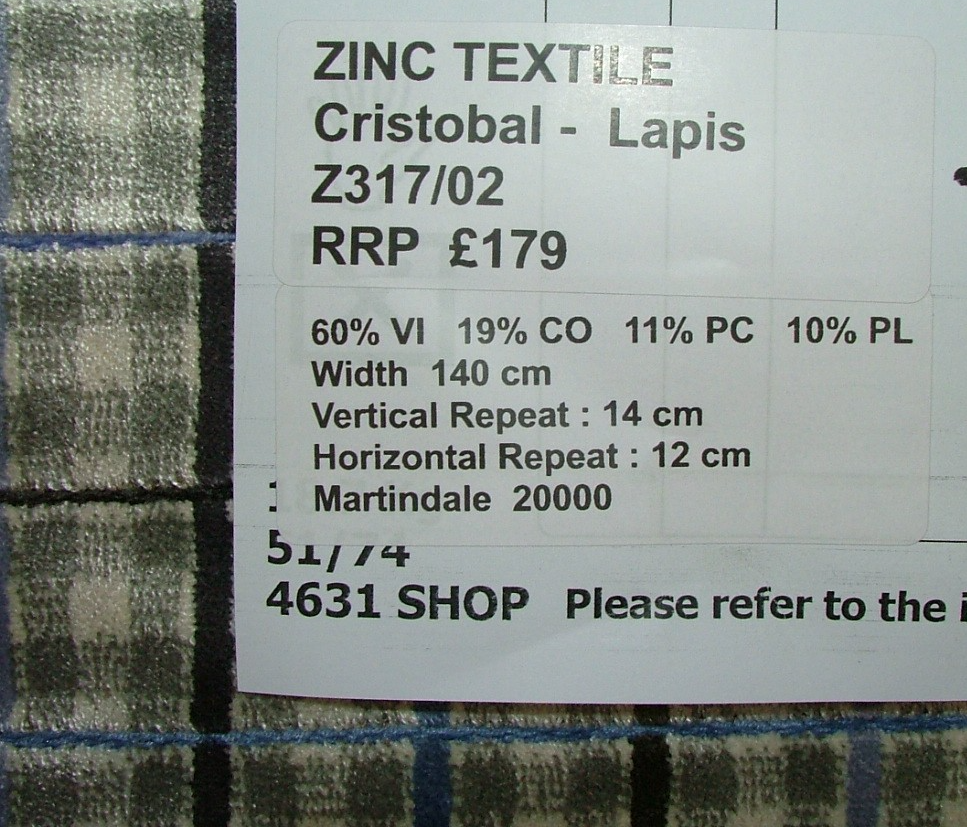 ZINC TEXTILE
Cristobal - Lapis
Z317/02
RRP £179
60% VI 19% CO 11% PC 10% PL
Width 140 cm
Vertical Repeat : 14 cm
Horizontal Repeat : 12 cm
Martindale 20000
51/74
4631 SHOP Please refer to the